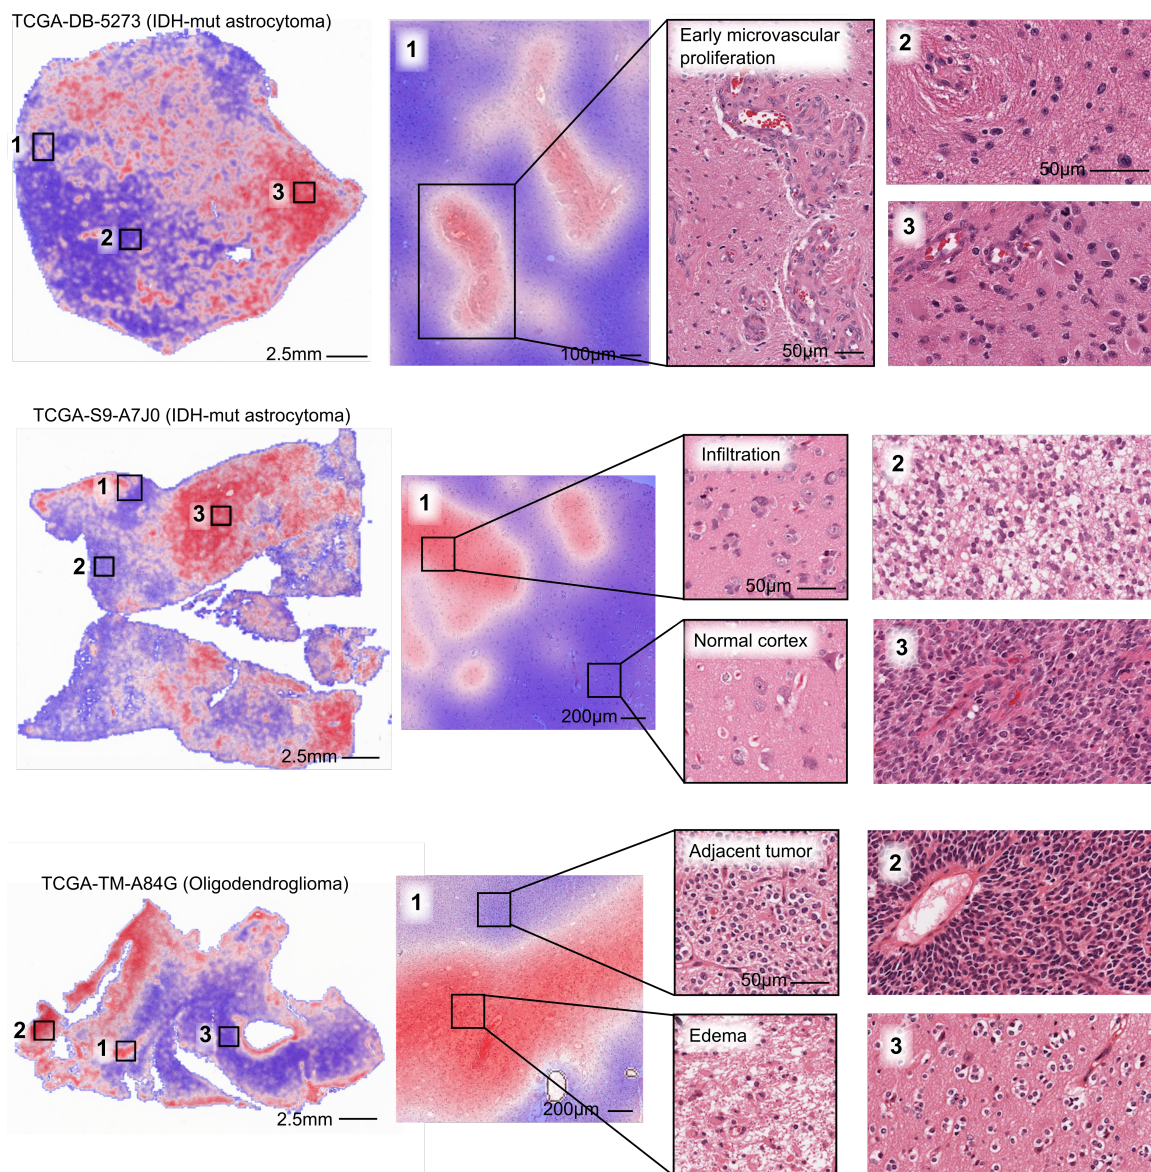 TCGA-DB-5273 (IDH-mut astrocytoma)
1
2
3
2.5mm
1
100µm
Early microvascular
proliferation
50µm
2
50µm
3
TCGA-S9-A7J0 (IDH-mut astrocytoma)
1
3
2
2.5mm
1
200µm
Infiltration
50µm
Normal cortex
2
3
TCGA-TM-A84G (Oligodendroglioma)
2
1
3
2.5mm
1
200µm
Adjacent tumor
50µm
Edema
2
3